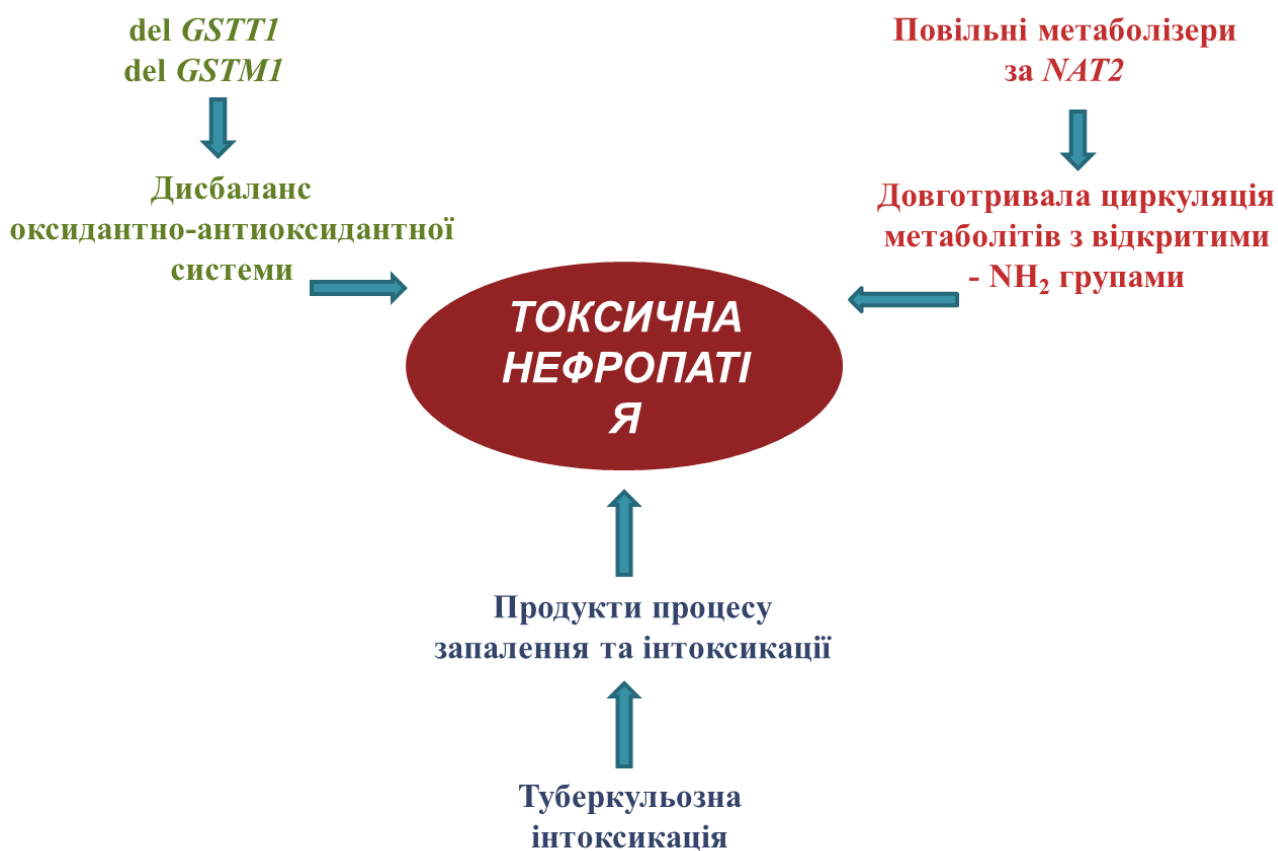 del GSTT1
del GSTM1
Дисбаланс
оксидантно-антиоксидантної
системи
Повільні метаболізери
за NAT2
Довготривала циркуляція
метаболітів з відкритими
- NH₂ групами
ТОКСИЧНА
НЕФРОПАТІ
Я
Продукти процесу
запалення та інтоксикації
Туберкульозна
інтоксикація